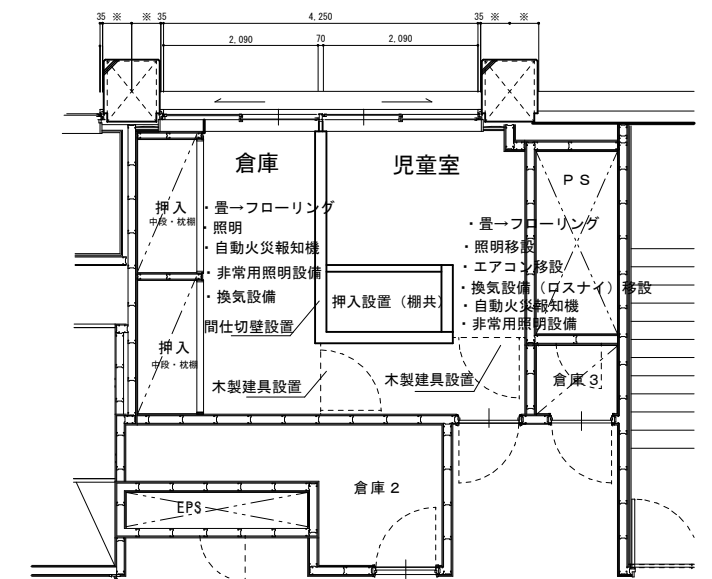 35 ※ ※ 35 4,250 35 ※ ※
2,090 70 2,090
倉庫
児童室
PS
押入
中段・枕棚
・畳→フローリング
・照明
・自動火災報知機
・非常用照明設備
・換気設備
間仕切壁設置
・畳→フローリング
・照明移設
・エアコン移設
・換気設備（ロスナイ）移設
・自動火災報知機
・非常用照明設備
押入設置（棚共）
押入
中段・枕棚
木製建具設置
木製建具設置
倉庫3
倉庫2
EPS